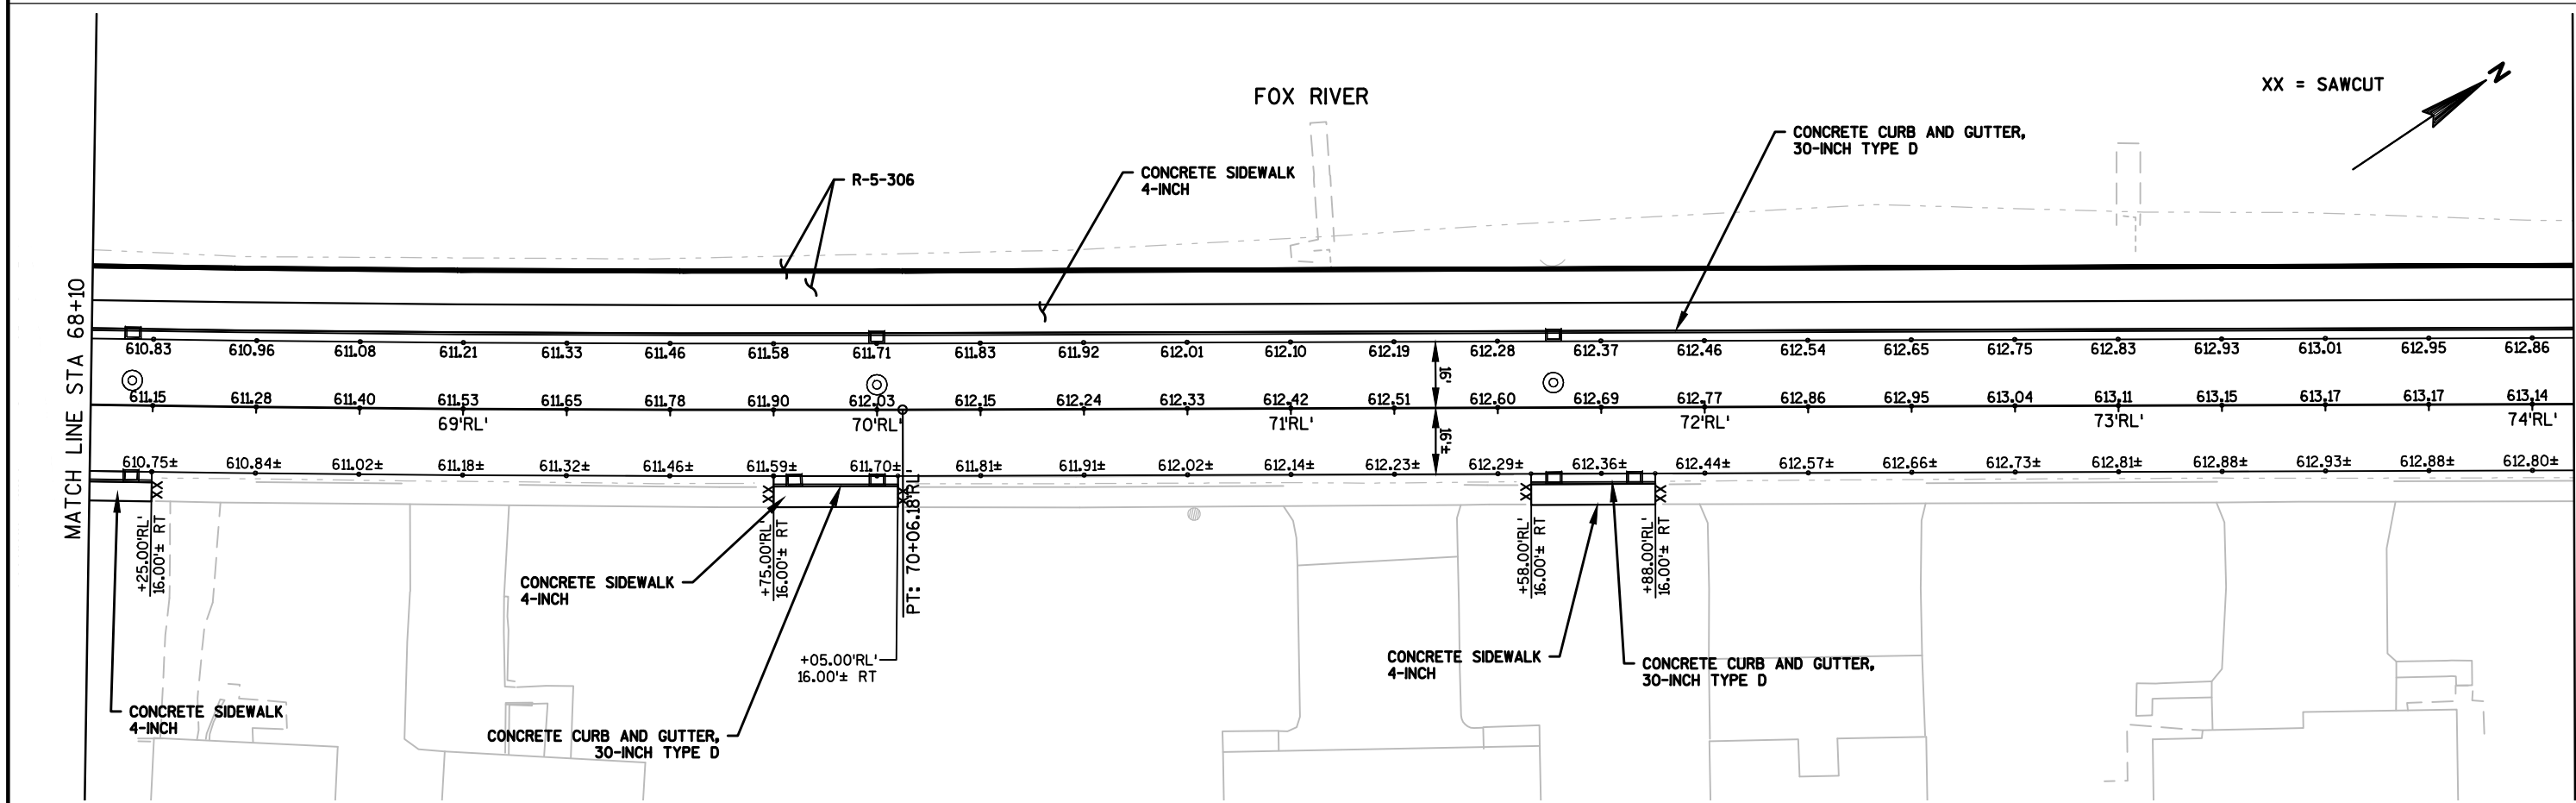 FOX RIVER
XX = SAWCUT
N
CONCRETE CURB AND GUTTER,
30-INCH TYPE D
CONCRETE SIDEWALK
4-INCH
R-5-306
MATCH LINE STA 68+10
610.83 610.96 611.08 611.21 611.33 611.46 611.58 611.71 611.83 611.92 612.01 612.10 612.19 612.28 612.37 612.46 612.54 612.65 612.75 612.83 612.93 613.01 612.95 612.86
16'
611.15 611.28 611.40 611.53 611.65 611.78 611.90 612.03 612.15 612.24 612.33 612.42 612.51 612.60 612.69 612.77 612.86 612.95 613.04 613.11 613.15 613.17 613.17 613.14
69'RL' 70'RL' 71'RL' 72'RL' 73'RL' 74'RL'
16'±
610.75± 610.84± 611.02± 611.18± 611.32± 611.46± 611.59± 611.70± 611.81± 611.91± 612.02± 612.14± 612.23± 612.29± 612.36± 612.44± 612.57± 612.66± 612.73± 612.81± 612.88± 612.93± 612.88± 612.80±
XX XX XX XX XX
+25.00'RL'
16.00'± RT
+75.00'RL'
16.00'± RT
PT: 70+06.18'RL'
+58.00'RL'
16.00'± RT
+88.00'RL'
16.00'± RT
CONCRETE SIDEWALK
4-INCH
+05.00'RL'
16.00'± RT
CONCRETE SIDEWALK
4-INCH
CONCRETE CURB AND GUTTER,
30-INCH TYPE D
CONCRETE SIDEWALK
4-INCH
CONCRETE CURB AND GUTTER,
30-INCH TYPE D